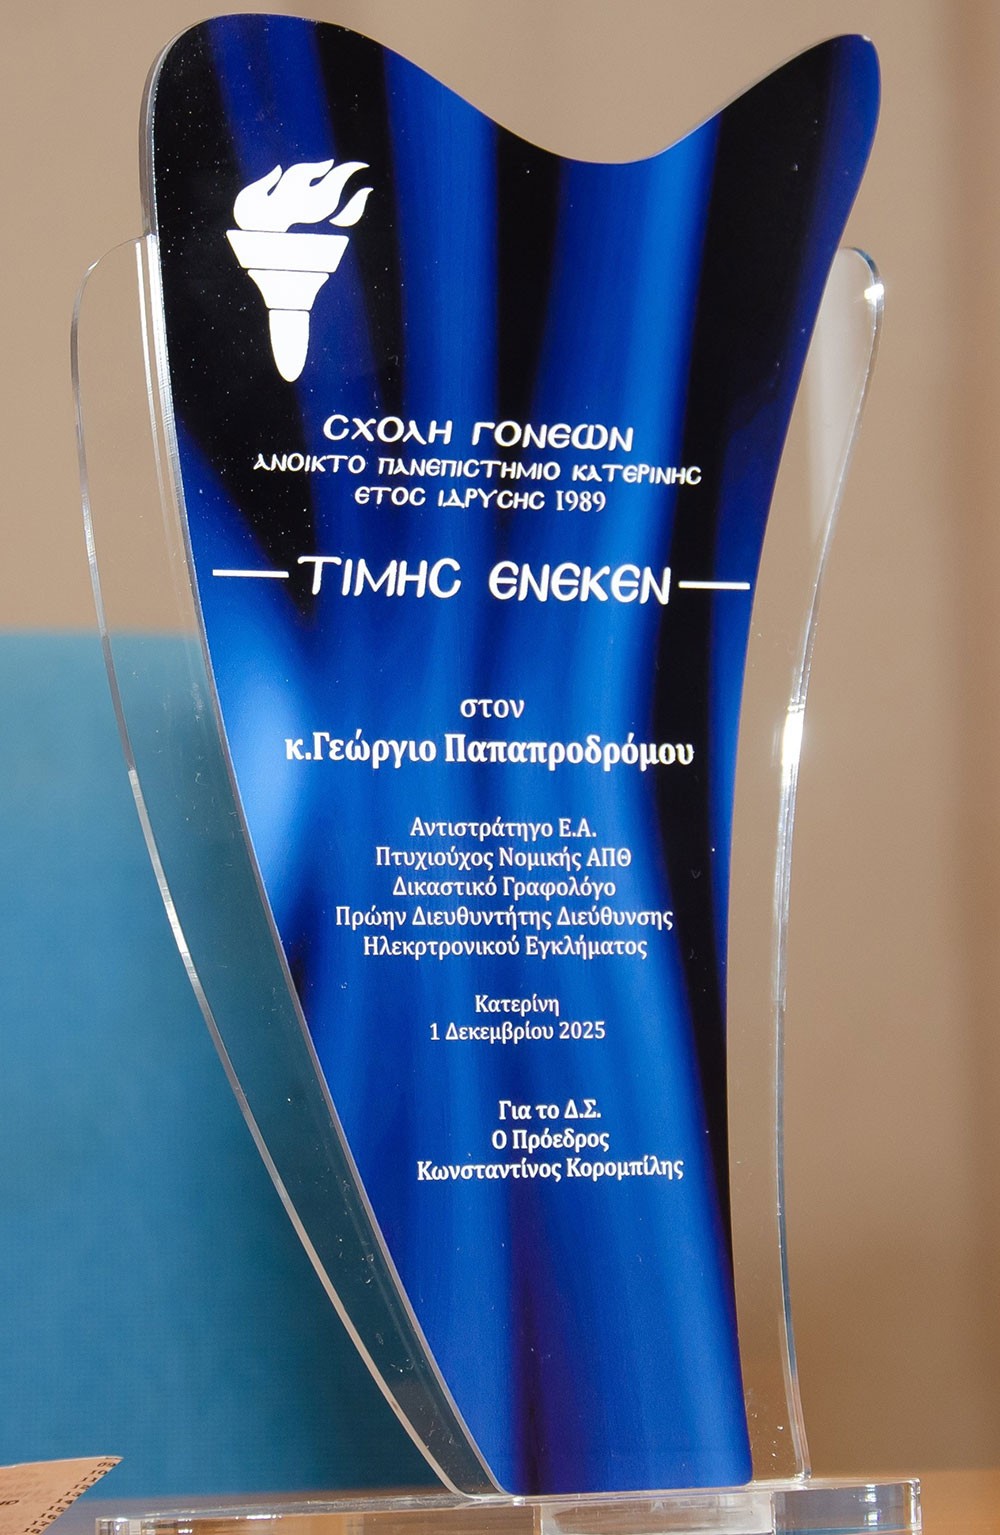 ΣΧΟΛΗ ΓΟΝΕΩΝ
ΑΝΟΙΚΤΟ ΠΑΝΕΠΙΣΤΗΜΙΟ ΚΑΤΕΡΙΝΗΣ
ΕΤΟΣ ΙΔΡΥΣΗΣ 1989
ΤΙΜΗΣ ΕΝΕΚΕΝ
στον
κ.Γεώργιο Παπαπροδρόμου
Αντιστράτηγο Ε.Α.
Πτυχιούχος Νομικής ΑΠΘ
Δικαστικό Γραφολόγο
Πρώην Διευθυντήτης Διεύθυνσης
Ηλεκρτρονικού Εγκλήματος
Κατερίνη
1 Δεκεμβρίου 2025
Για το Δ.Σ.
Ο Πρόεδρος
Κωνσταντίνος Κορομπίλης